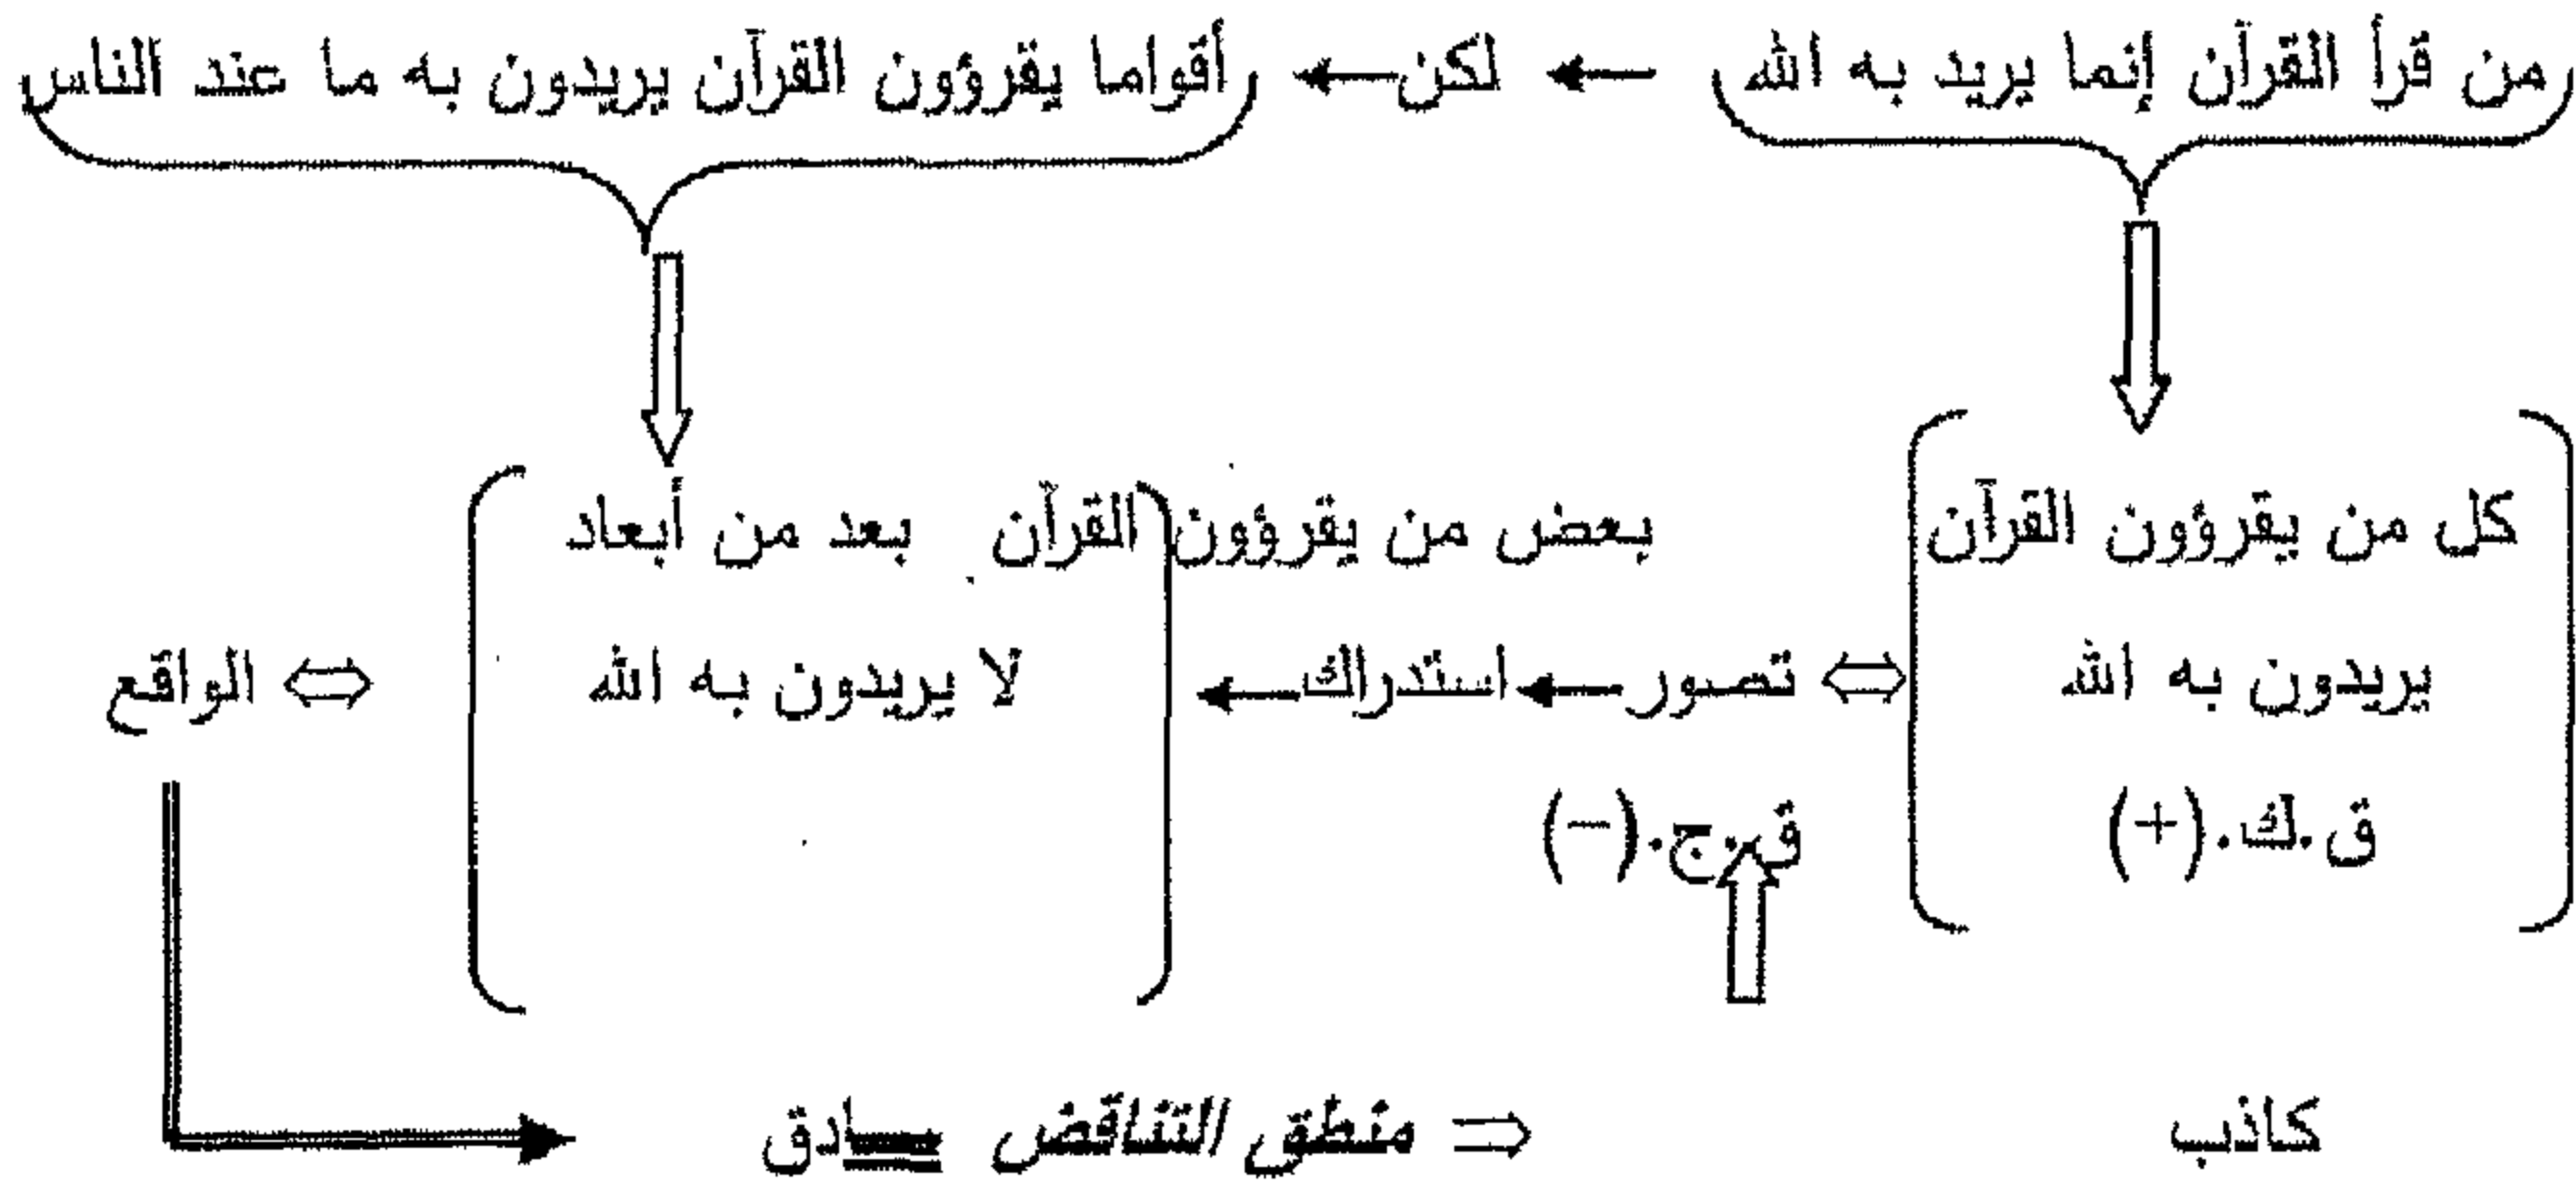 من قرأ القرآن إنما يريد به الله ← لكن ← أقواما يقرؤون القرآن يريدون به ما عند الناس
كل من يقرؤون القرآن بعض من يقرؤون القرآن بعد من أبعاد
يريدون به الله ⇔ تصور ← استدراك ← لا يريدون به الله ⇔ الواقع
ق.ك.(+) ق.ج.(−)
كاذب ⇒ منطق التناقض صادق